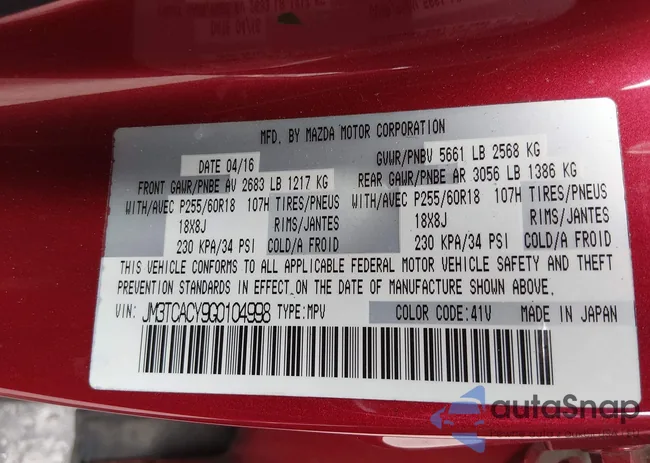 MFD. BY MAZDA MOTOR CORPORATION
DATE 04/16 GVWR/PNBV 5661 LB 2568 KG
FRONT GAWR/PNBE AV 2683 LB 1217 KG REAR GAWR/PNBE AR 3056 LB 1386 KG
WITH/AVEC P255/60R18 107H TIRES/PNEUS WITH/AVEC P255/60R18 107H TIRES/PNEUS
18X8J RIMS/JANTES 18X8J RIMS/JANTES
230 KPA/34 PSI COLD/A FROID 230 KPA/34 PSI COLD/A FROID
THIS VEHICLE CONFORMS TO ALL APPLICABLE FEDERAL MOTOR VEHICLE SAFETY AND THEFT
PREVENTION STANDARDS IN EFFECT ON THE DATE OF MANUFACTURE SHOWN ABOVE.
VIN: JM3TCACY9G0104998 TYPE:MPV COLOR CODE:41V MADE IN JAPAN
autoSnap